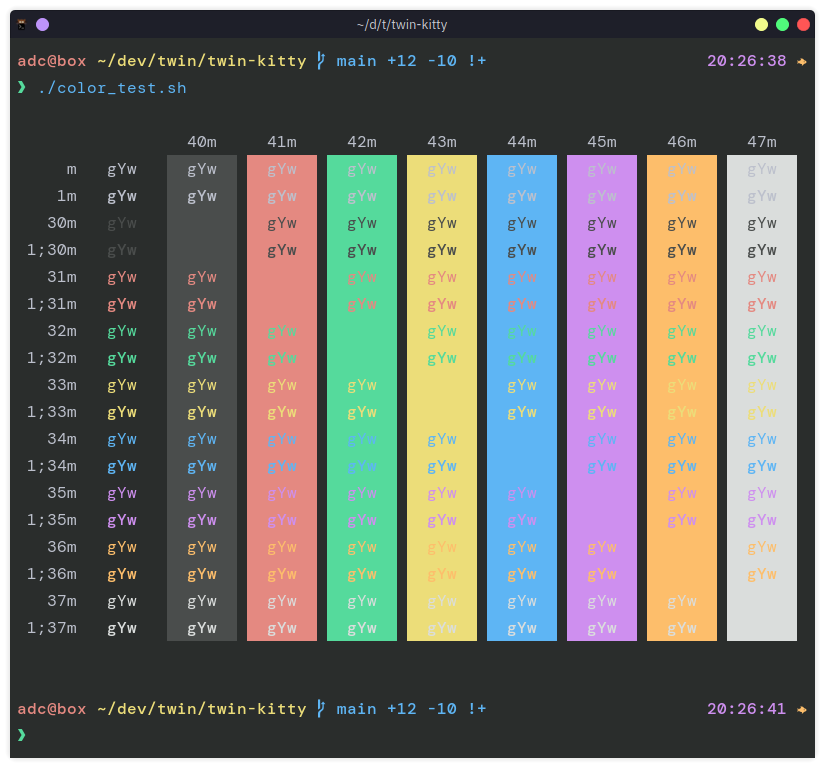 ~/d/t/twin-kitty
adc@box ~/dev/twin/twin-kitty main +12 -10 !+ 20:26:38
❯ ./color_test.sh
40m 41m 42m 43m 44m 45m 46m 47m
m gYw gYw gYw gYw gYw gYw gYw gYw gYw
1m gYw gYw gYw gYw gYw gYw gYw gYw gYw
30m gYw gYw gYw gYw gYw gYw gYw gYw
1;30m gYw gYw gYw gYw gYw gYw gYw gYw
31m gYw gYw gYw gYw gYw gYw gYw gYw
1;31m gYw gYw gYw gYw gYw gYw gYw gYw
32m gYw gYw gYw gYw gYw gYw gYw gYw
1;32m gYw gYw gYw gYw gYw gYw gYw gYw
33m gYw gYw gYw gYw gYw gYw gYw gYw
1;33m gYw gYw gYw gYw gYw gYw gYw gYw
34m gYw gYw gYw gYw gYw gYw gYw gYw
1;34m gYw gYw gYw gYw gYw gYw gYw gYw
35m gYw gYw gYw gYw gYw gYw gYw gYw
1;35m gYw gYw gYw gYw gYw gYw gYw gYw
36m gYw gYw gYw gYw gYw gYw gYw gYw
1;36m gYw gYw gYw gYw gYw gYw gYw gYw
37m gYw gYw gYw gYw gYw gYw gYw gYw
1;37m gYw gYw gYw gYw gYw gYw gYw gYw
adc@box ~/dev/twin/twin-kitty main +12 -10 !+ 20:26:41
❯